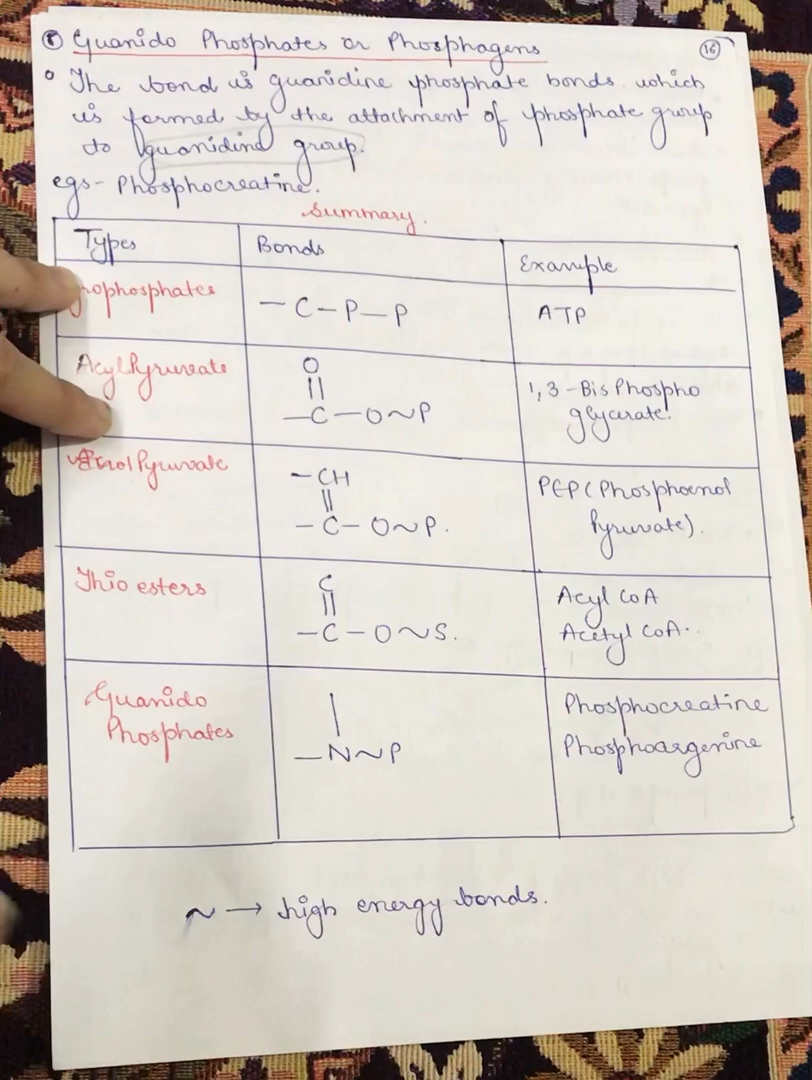 ⑤ Guanido Phosphates or Phosphagens
16
° The bond is guanidine phosphate bonds which
is formed by the attachment of phosphate group
to guanidine group.
egs- Phosphocreatine.
Summary.
Types Bonds Example
rophosphates -C-P-P ATP
Acyl Pyruvate
O
||
-C-O~P
1,3-Bis Phospho
glycerate.
Enol Pyruvate
-CH
||
-C-O~P.
PEP (Phosphoenol
Pyruvate).
Thio esters
C
||
-C-O~S.
Acyl CoA
Acetyl CoA.
Guanido
Phosphates
|
-N~P
Phosphocreatine
Phosphoargenine
~ → high energy bonds.